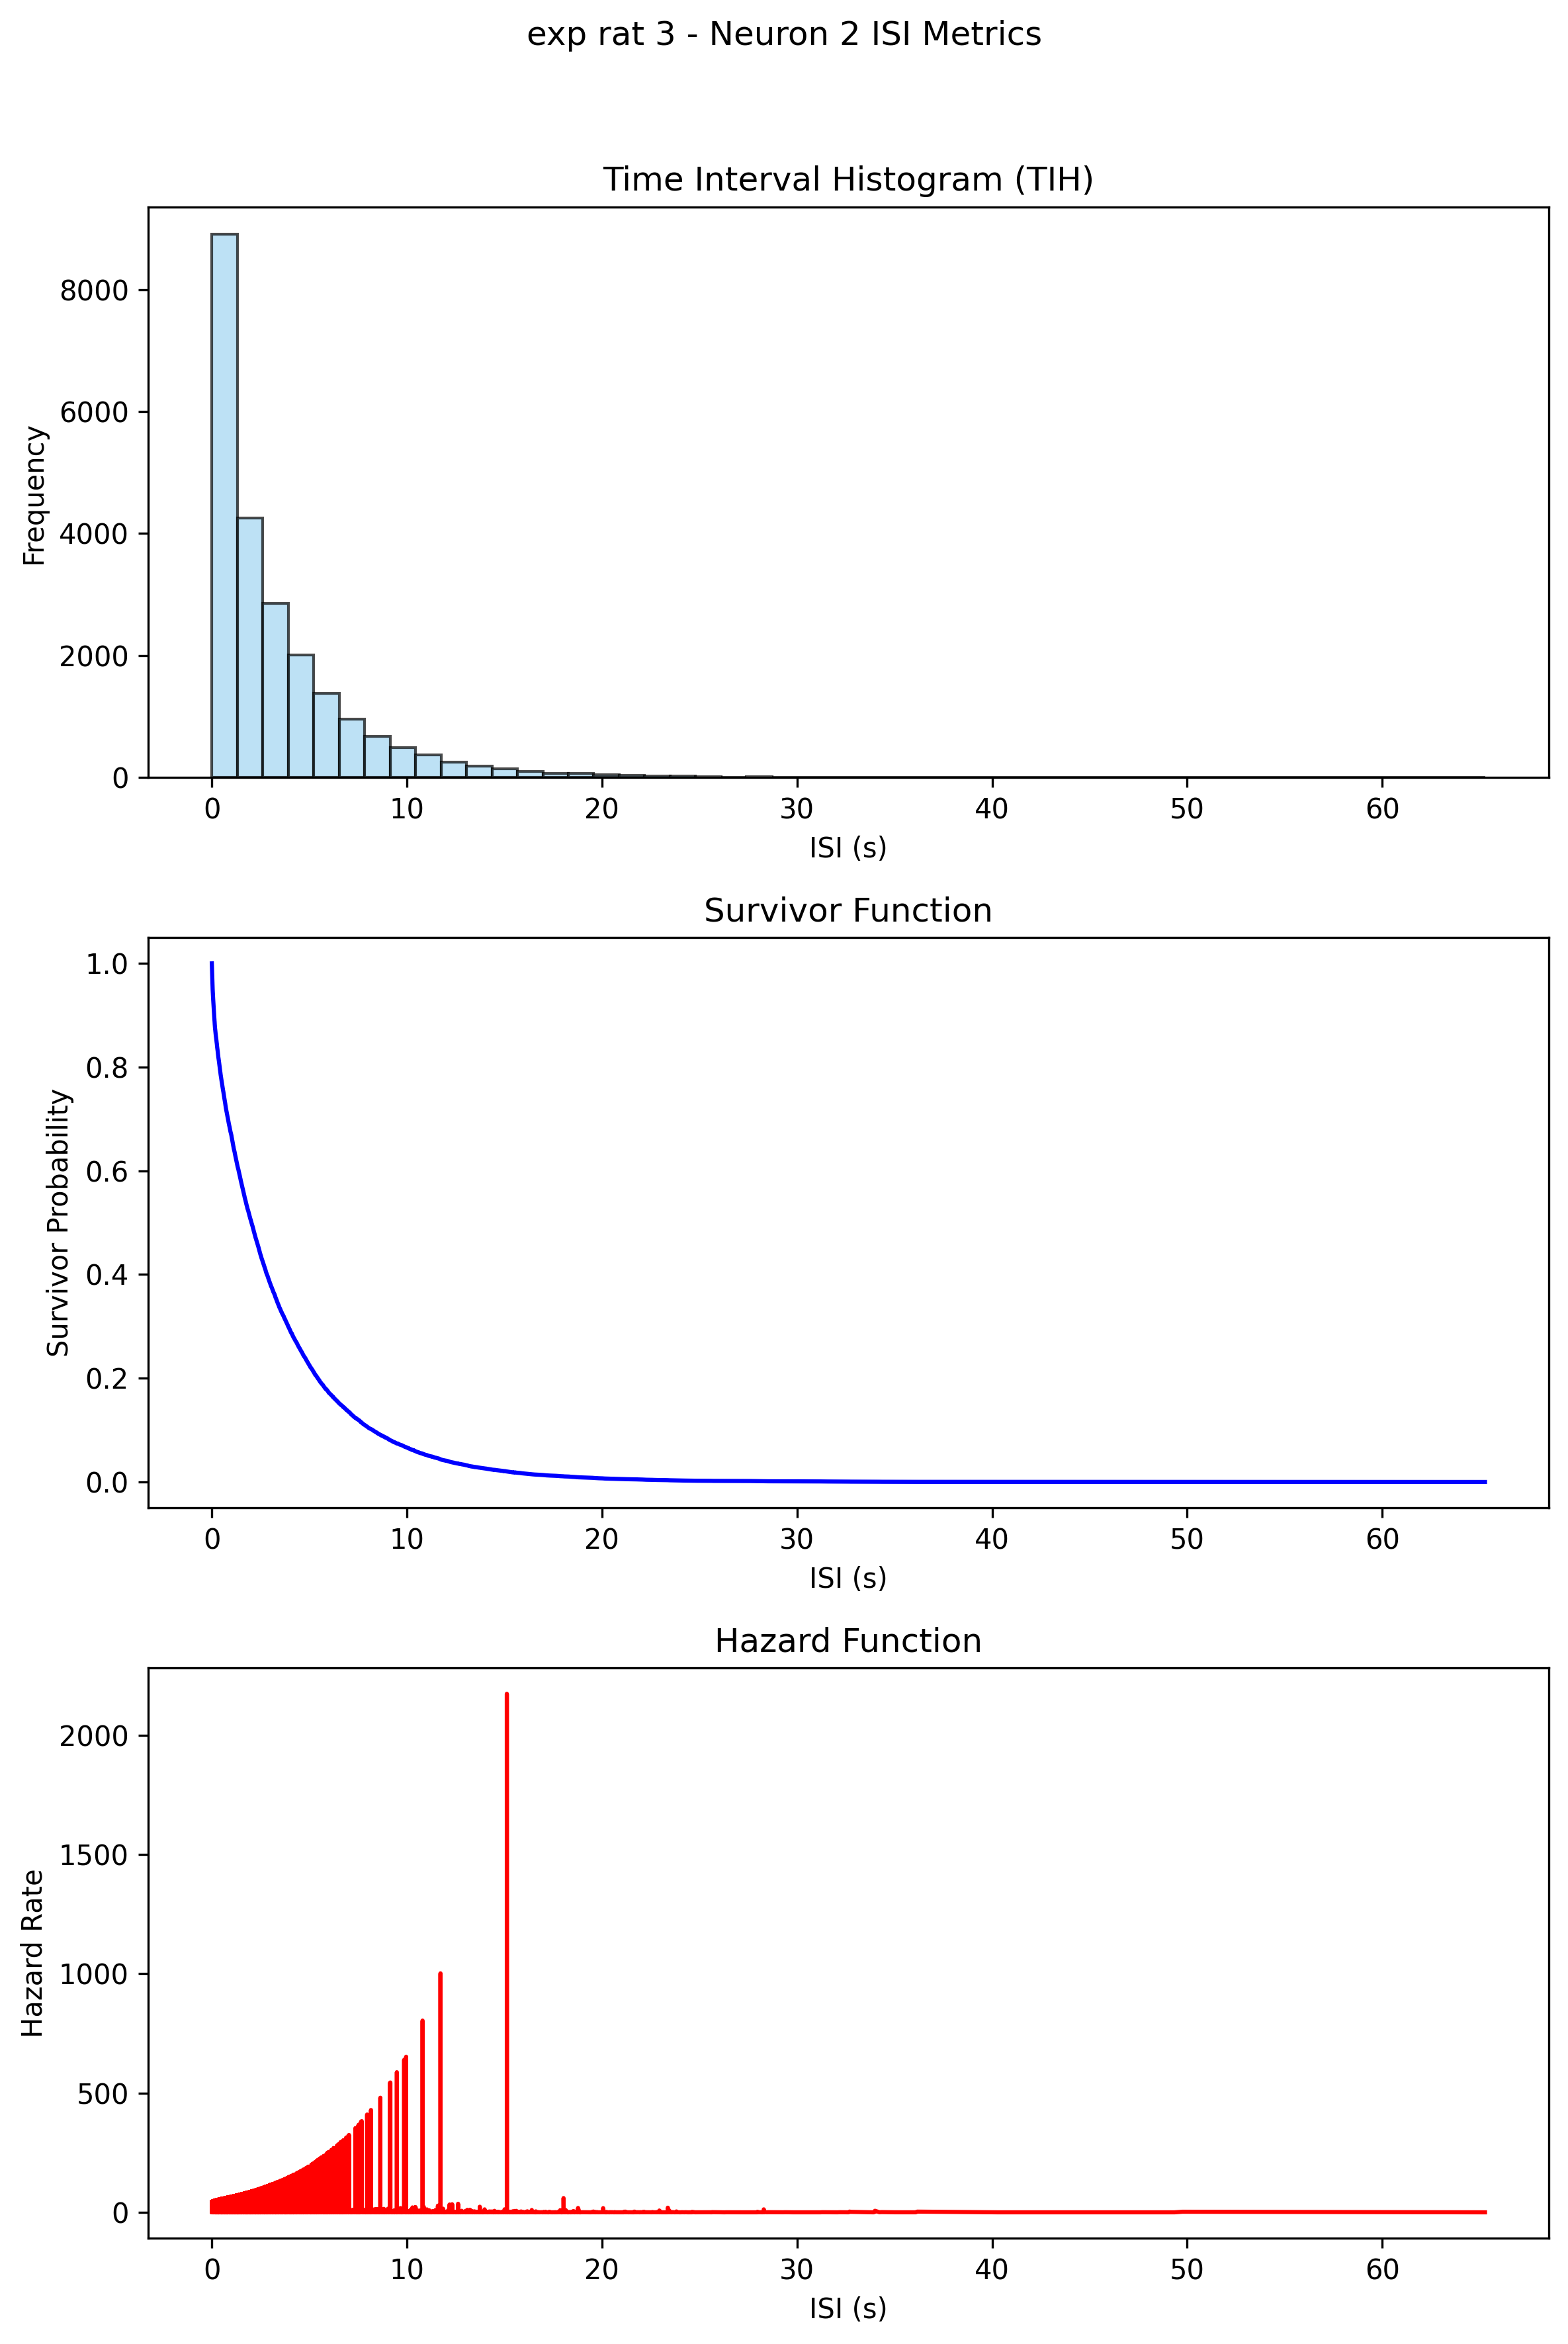 exp rat 3 - Neuron 2 ISI Metrics
Time Interval Histogram (TIH)
Frequency
8000
6000
4000
2000
0
0 10 20 30 40 50 60
ISI (s)
Survivor Function
Survivor Probability
1.0
0.8
0.6
0.4
0.2
0.0
0 10 20 30 40 50 60
ISI (s)
Hazard Function
Hazard Rate
2000
1500
1000
500
0
0 10 20 30 40 50 60
ISI (s)